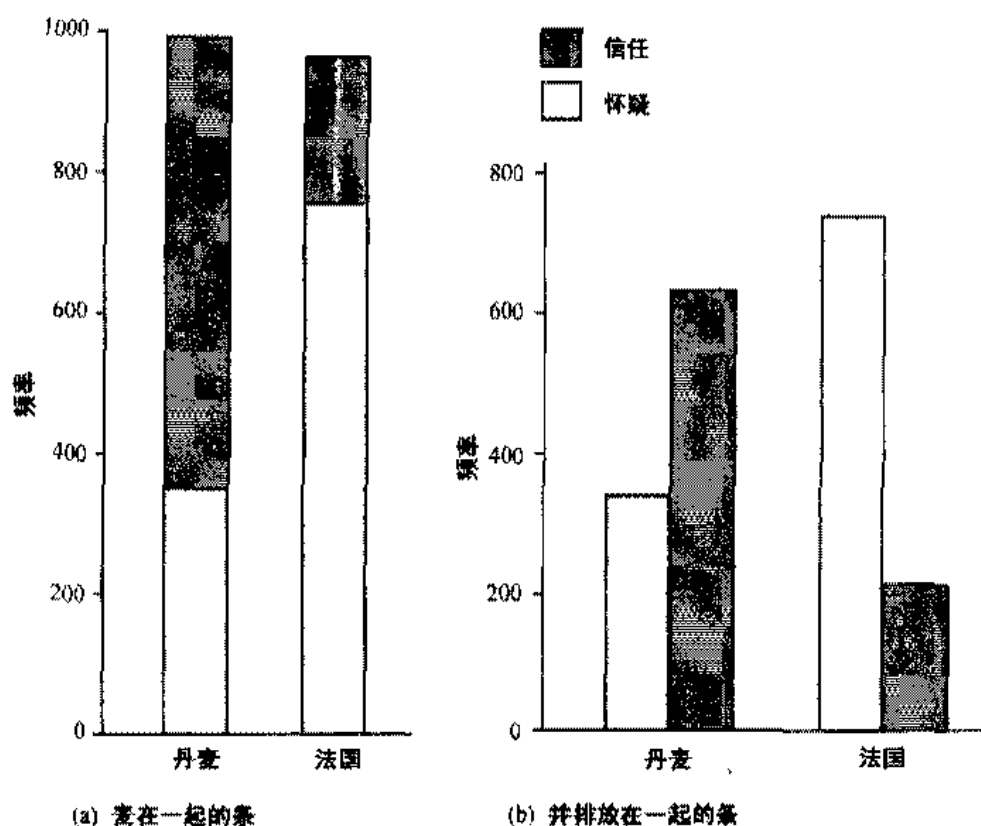 1000
800
600
400
200
0
频率
丹麦
法国
(a) 叠在一起的条
信任
怀疑
800
600
400
200
0
频率
丹麦
法国
(b) 并排放在一起的条